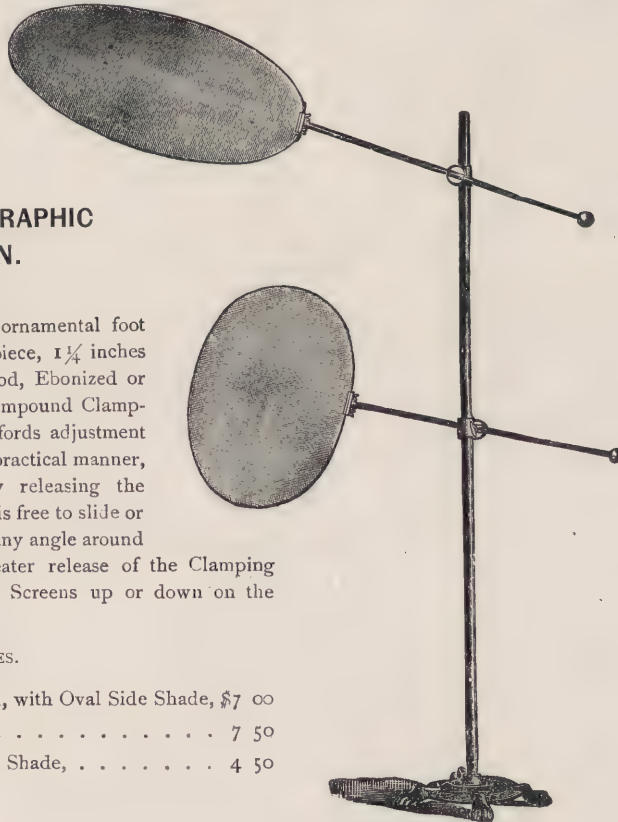 RAPHIC
N.
ornamental foot
piece, 1¼ inches
od, Ebonized or
mpound Clamp-
fords adjustment
practical manner,
releasing the
is free to slide or
any angle around
eater release of the Clamping
Screens up or down on the
ES.
, with Oval Side Shade, $7 00
. . . . . . . . . . . 7 50
Shade, . . . . . . . 4 50